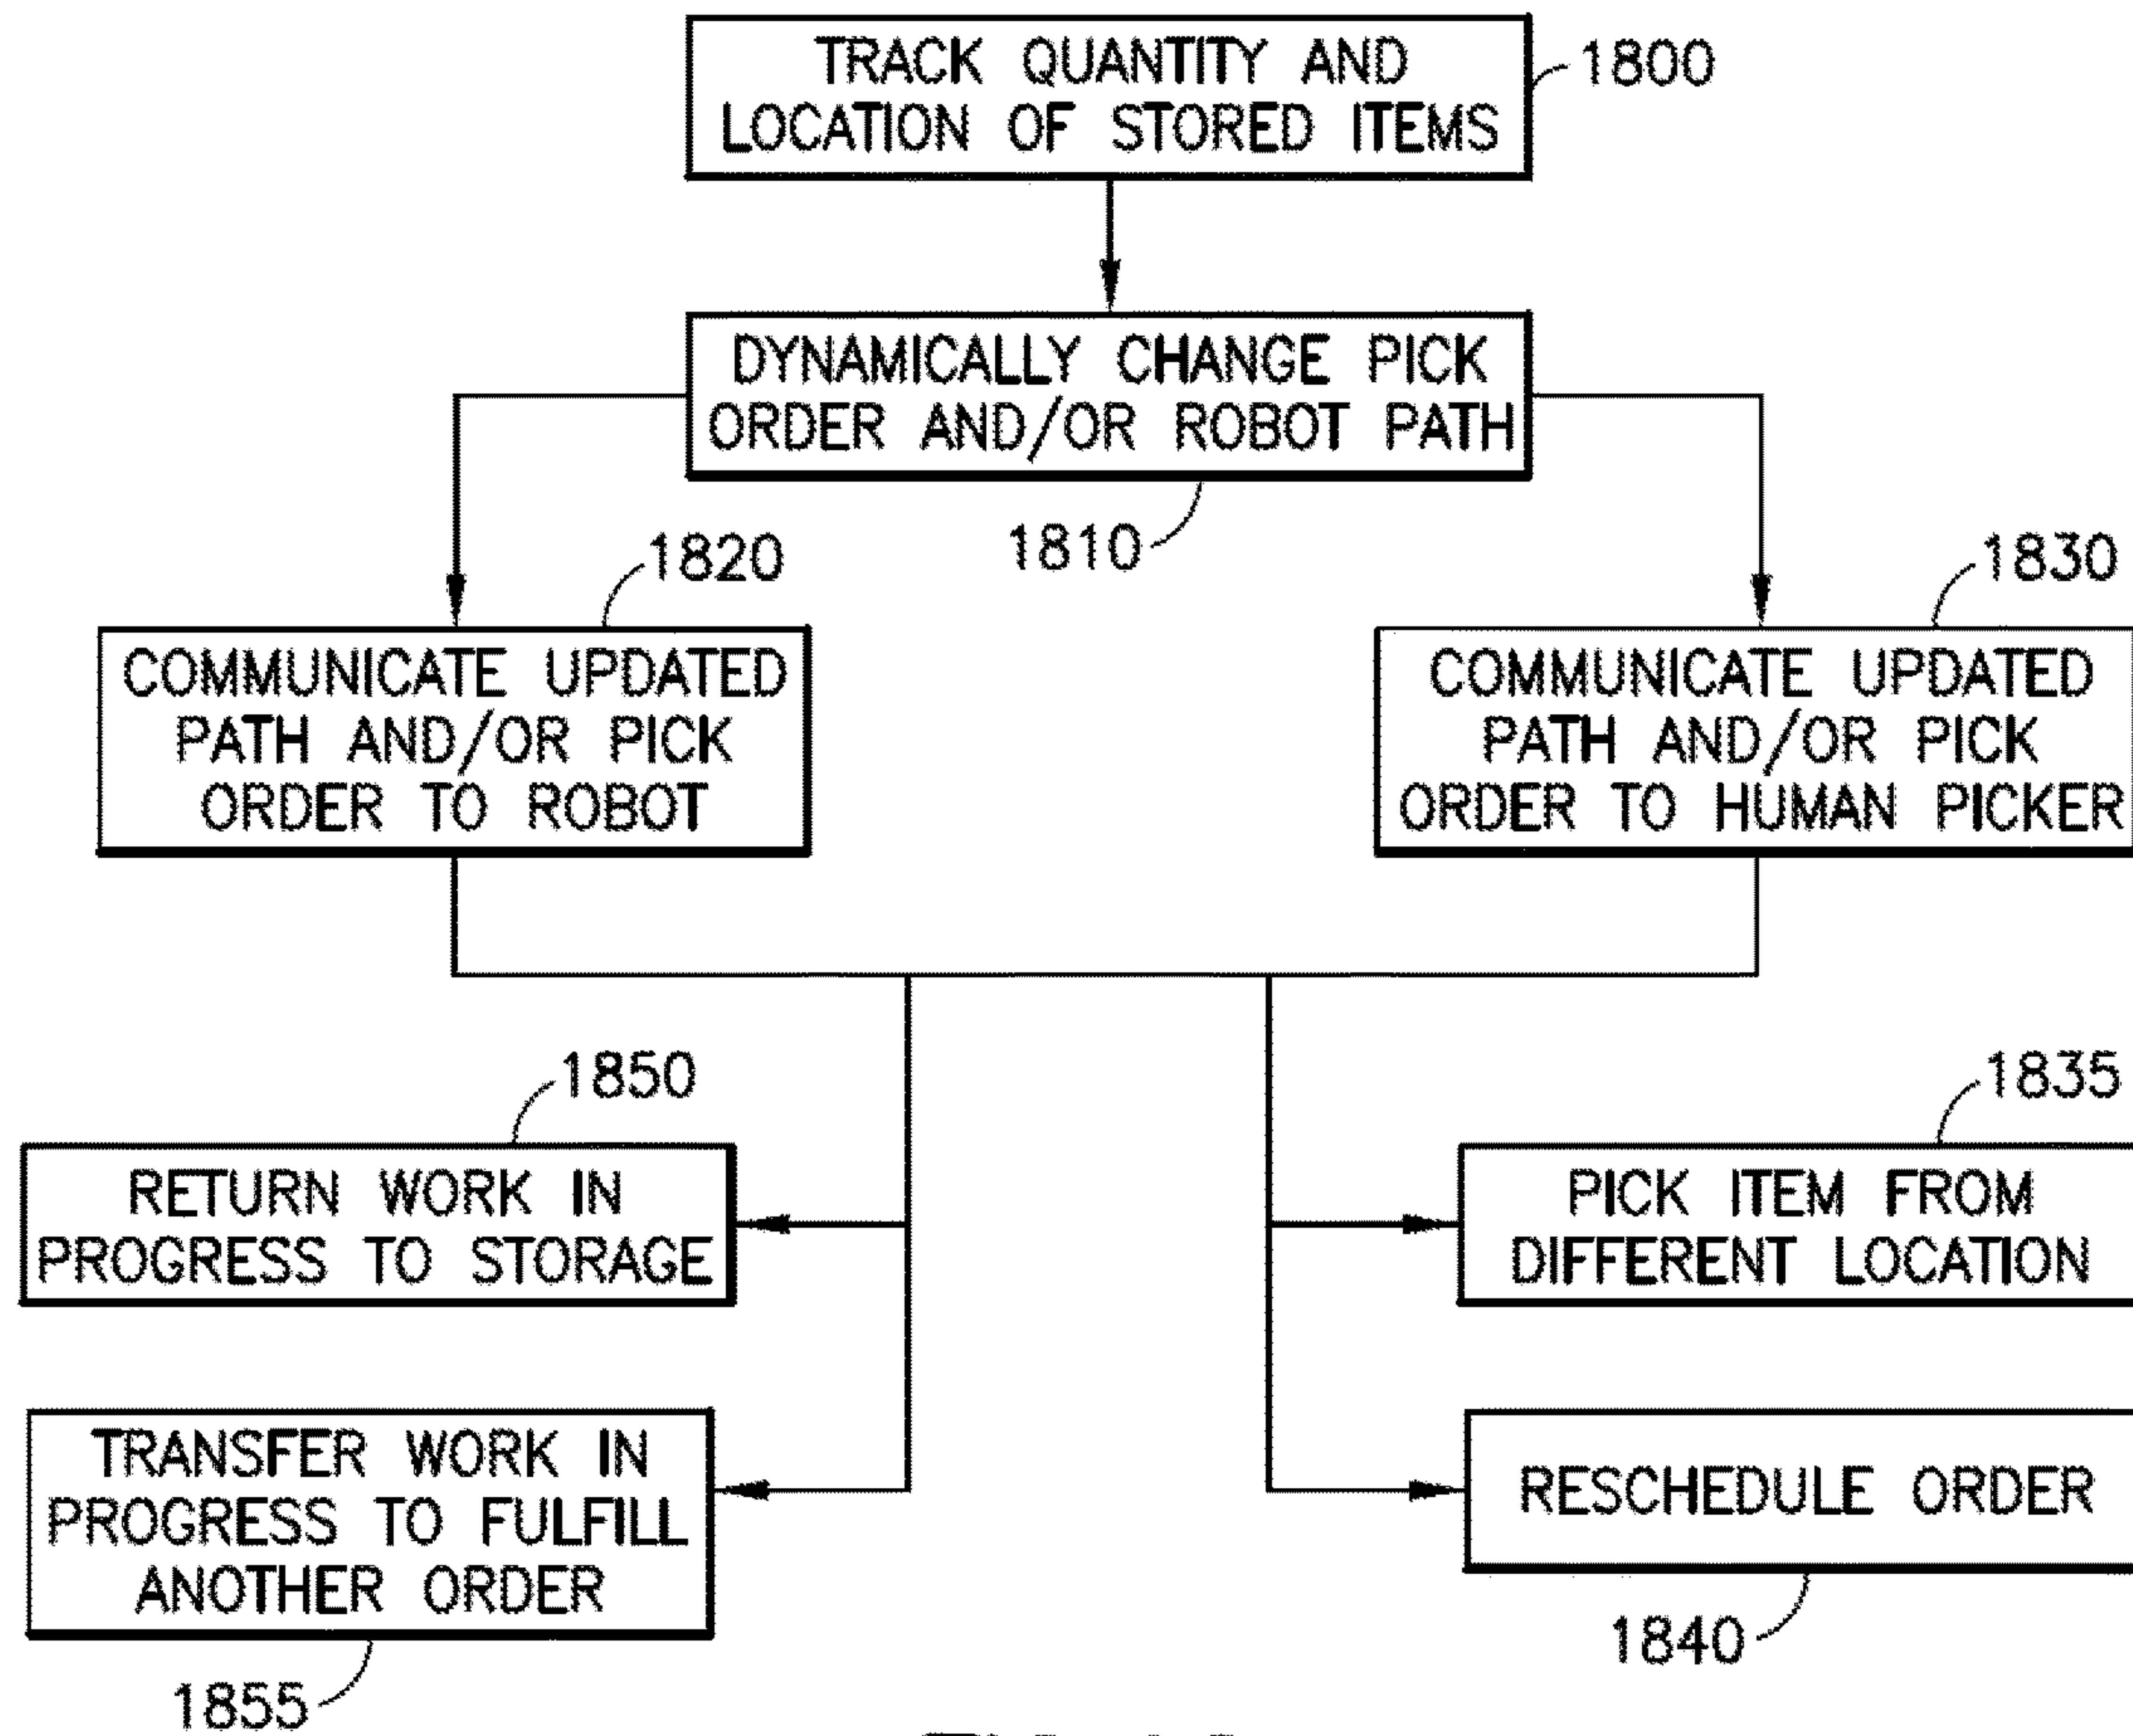 TRACK QUANTITY AND
LOCATION OF STORED ITEMS
1800
DYNAMICALLY CHANGE PICK
ORDER AND/OR ROBOT PATH
1810
1820
COMMUNICATE UPDATED
PATH AND/OR PICK
ORDER TO ROBOT
1830
COMMUNICATE UPDATED
PATH AND/OR PICK
ORDER TO HUMAN PICKER
1850
RETURN WORK IN
PROGRESS TO STORAGE
1835
PICK ITEM FROM
DIFFERENT LOCATION
TRANSFER WORK IN
PROGRESS TO FULFILL
ANOTHER ORDER
1855
RESCHEDULE ORDER
1840